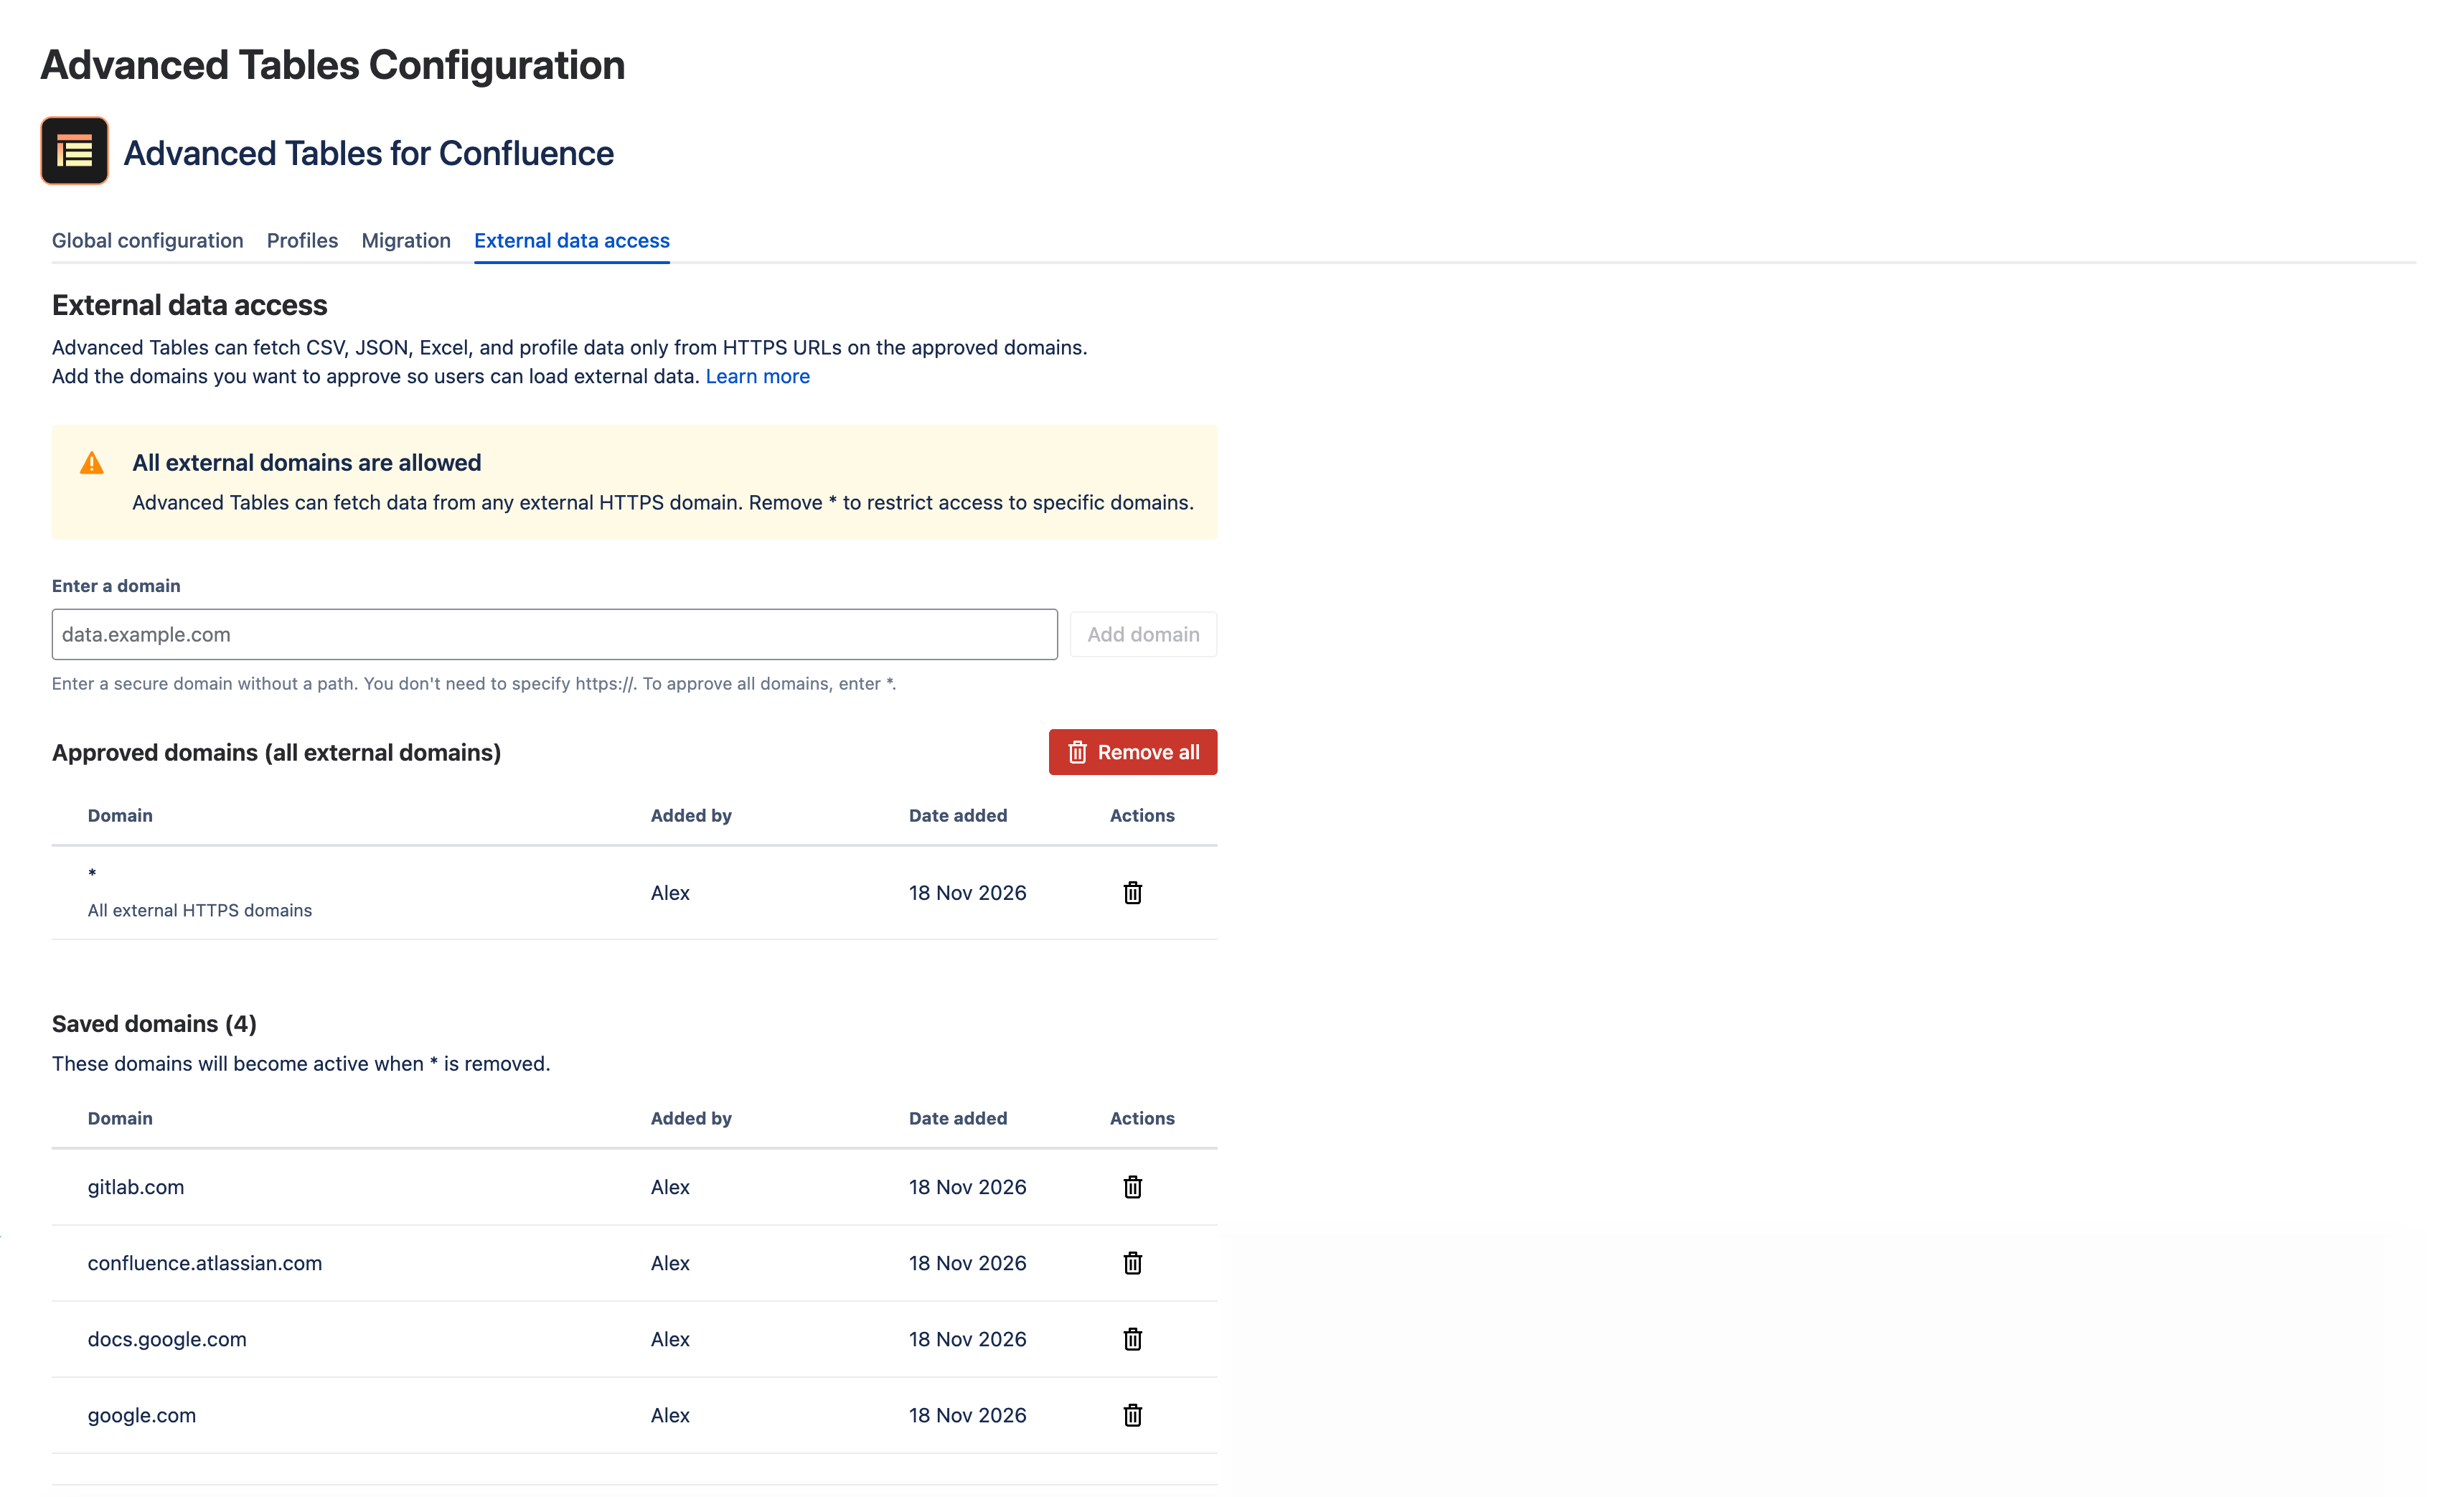 Advanced Tables Configuration
Advanced Tables for Confluence
Global configuration Profiles Migration External data access
External data access
Advanced Tables can fetch CSV, JSON, Excel, and profile data only from HTTPS URLs on the approved domains.
Add the domains you want to approve so users can load external data. Learn more
All external domains are allowed
Advanced Tables can fetch data from any external HTTPS domain. Remove * to restrict access to specific domains.
Enter a domain
data.example.com Add domain
Enter a secure domain without a path. You don't need to specify https://. To approve all domains, enter *.
Approved domains (all external domains) Remove all
Domain Added by Date added Actions
*
All external HTTPS domains Alex 18 Nov 2026
Saved domains (4)
These domains will become active when * is removed.
Domain Added by Date added Actions
gitlab.com Alex 18 Nov 2026
confluence.atlassian.com Alex 18 Nov 2026
docs.google.com Alex 18 Nov 2026
google.com Alex 18 Nov 2026